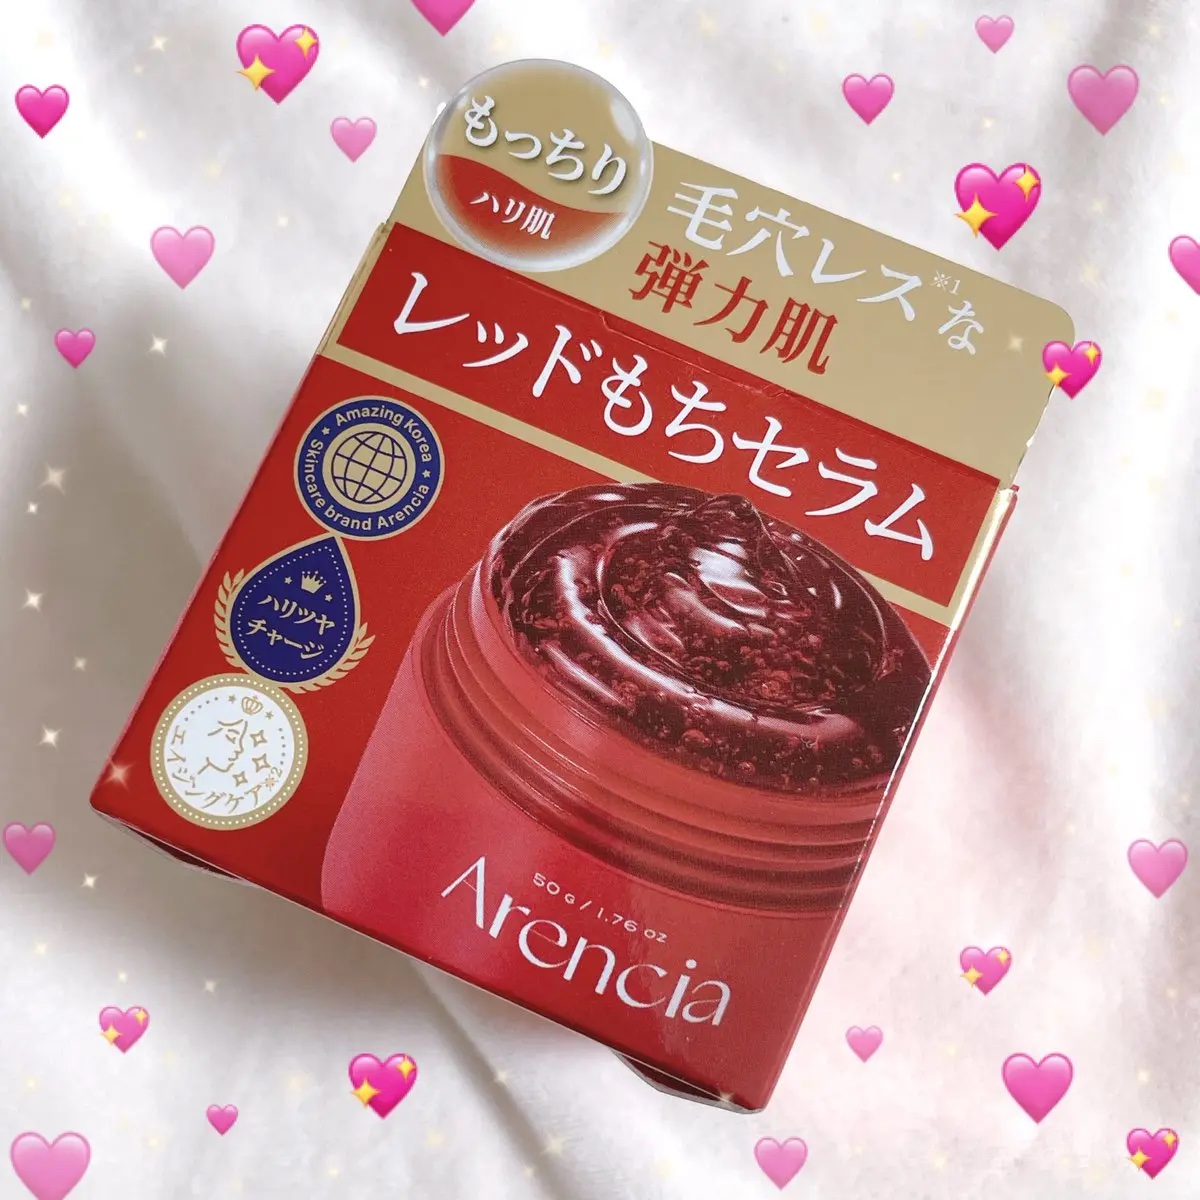 もっちり
ハリ肌
毛穴レス※1な
弾力肌
レッドもちセラム
Amazing Korea
Skincare brand Arencia
ハリツヤ
チャージ
エイジングケア※2
50 G / 1.76 OZ
Arencia